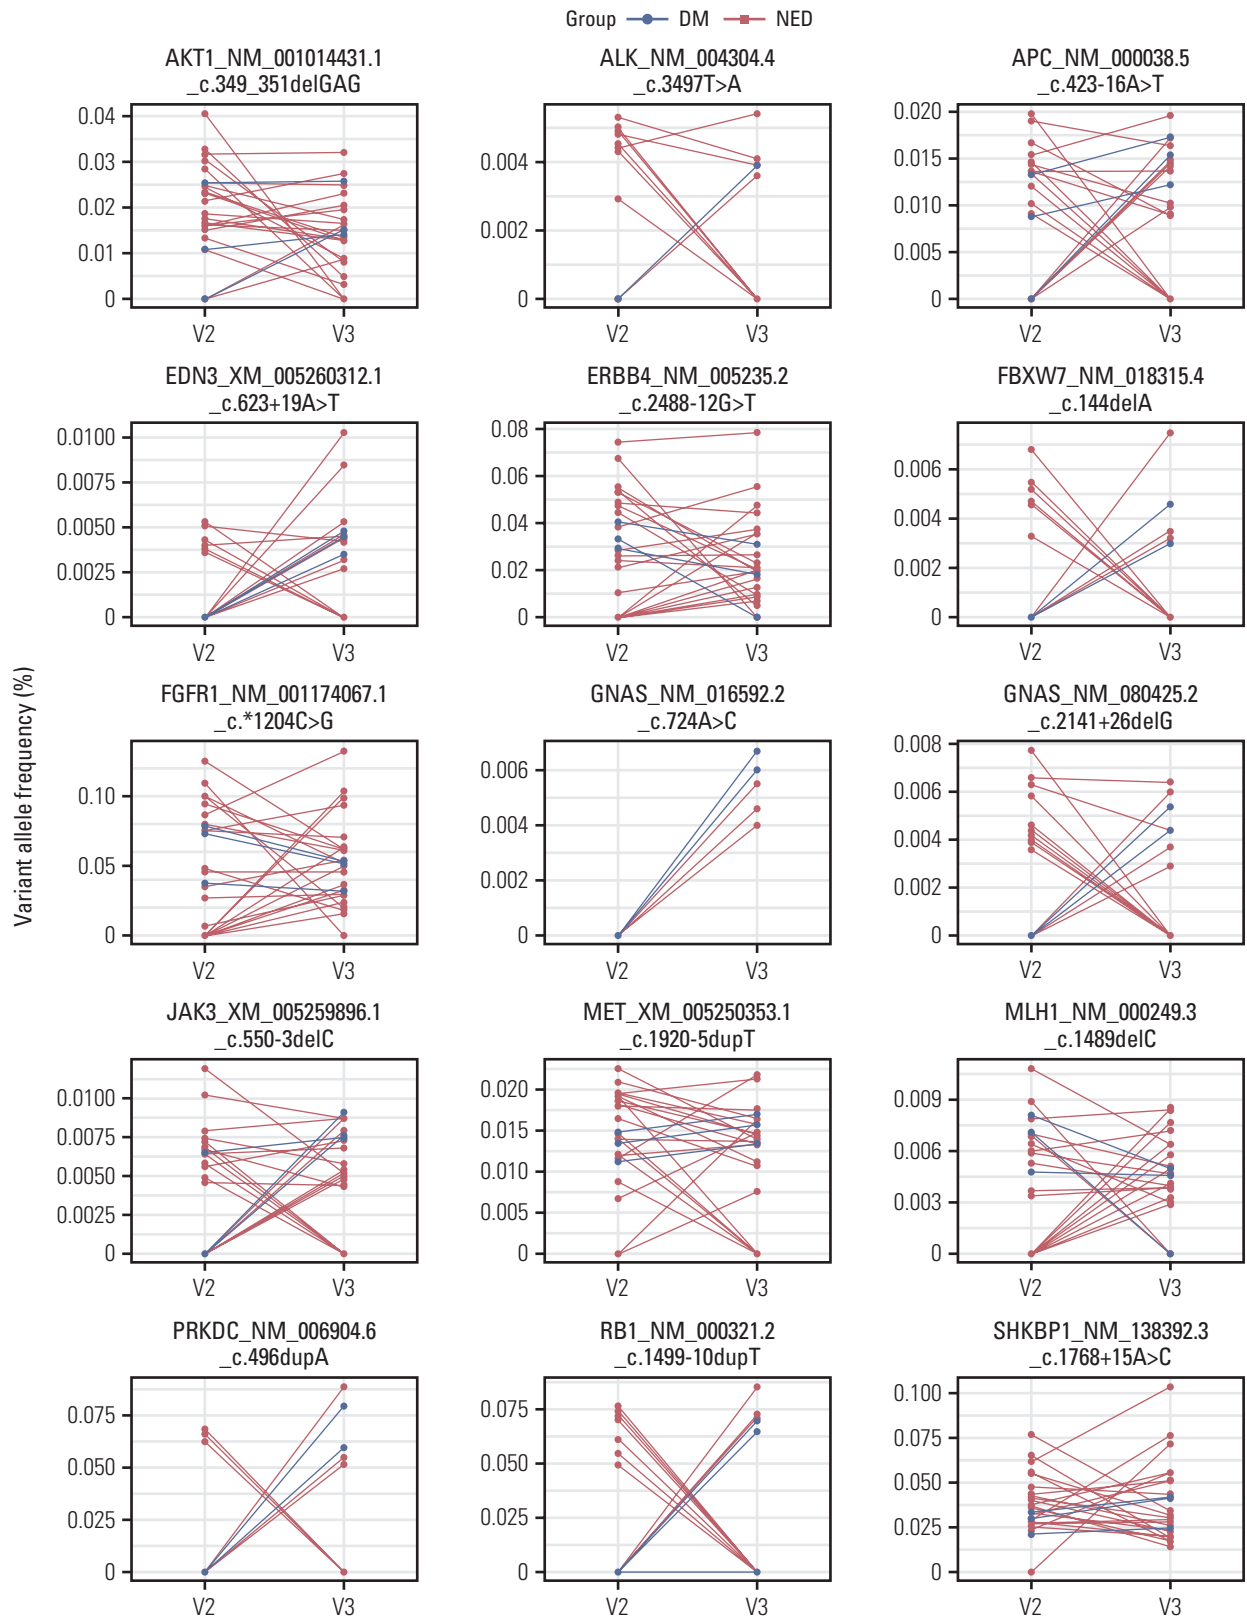 Group DM NED
AKT1_NM_001014431.1
_c.349_351delGAG
0.04
0.03
0.02
0.01
0
V2 V3
ALK_NM_004304.4
_c.3497T>A
0.004
0.002
0
V2 V3
APC_NM_000038.5
_c.423-16A>T
0.020
0.015
0.010
0.005
0
V2 V3
EDN3_XM_005260312.1
_c.623+19A>T
0.0100
0.0075
0.0050
0.0025
0
V2 V3
ERBB4_NM_005235.2
_c.2488-12G>T
0.08
0.06
0.04
0.02
0
V2 V3
FBXW7_NM_018315.4
_c.144delA
0.006
0.004
0.002
0
V2 V3
Variant allele frequency (%)
FGFR1_NM_001174067.1
_c.*1204C>G
0.10
0.05
0
V2 V3
GNAS_NM_016592.2
_c.724A>C
0.006
0.004
0.002
0
V2 V3
GNAS_NM_080425.2
_c.2141+26delG
0.008
0.006
0.004
0.002
0
V2 V3
JAK3_XM_005259896.1
_c.550-3delC
0.0100
0.0075
0.0050
0.0025
0
V2 V3
MET_XM_005250353.1
_c.1920-5dupT
0.020
0.015
0.010
0.005
0
V2 V3
MLH1_NM_000249.3
_c.1489delC
0.009
0.006
0.003
0
V2 V3
PRKDC_NM_006904.6
_c.496dupA
0.075
0.050
0.025
0
V2 V3
RB1_NM_000321.2
_c.1499-10dupT
0.075
0.050
0.025
0
V2 V3
SHKBP1_NM_138392.3
_c.1768+15A>C
0.100
0.075
0.050
0.025
0
V2 V3